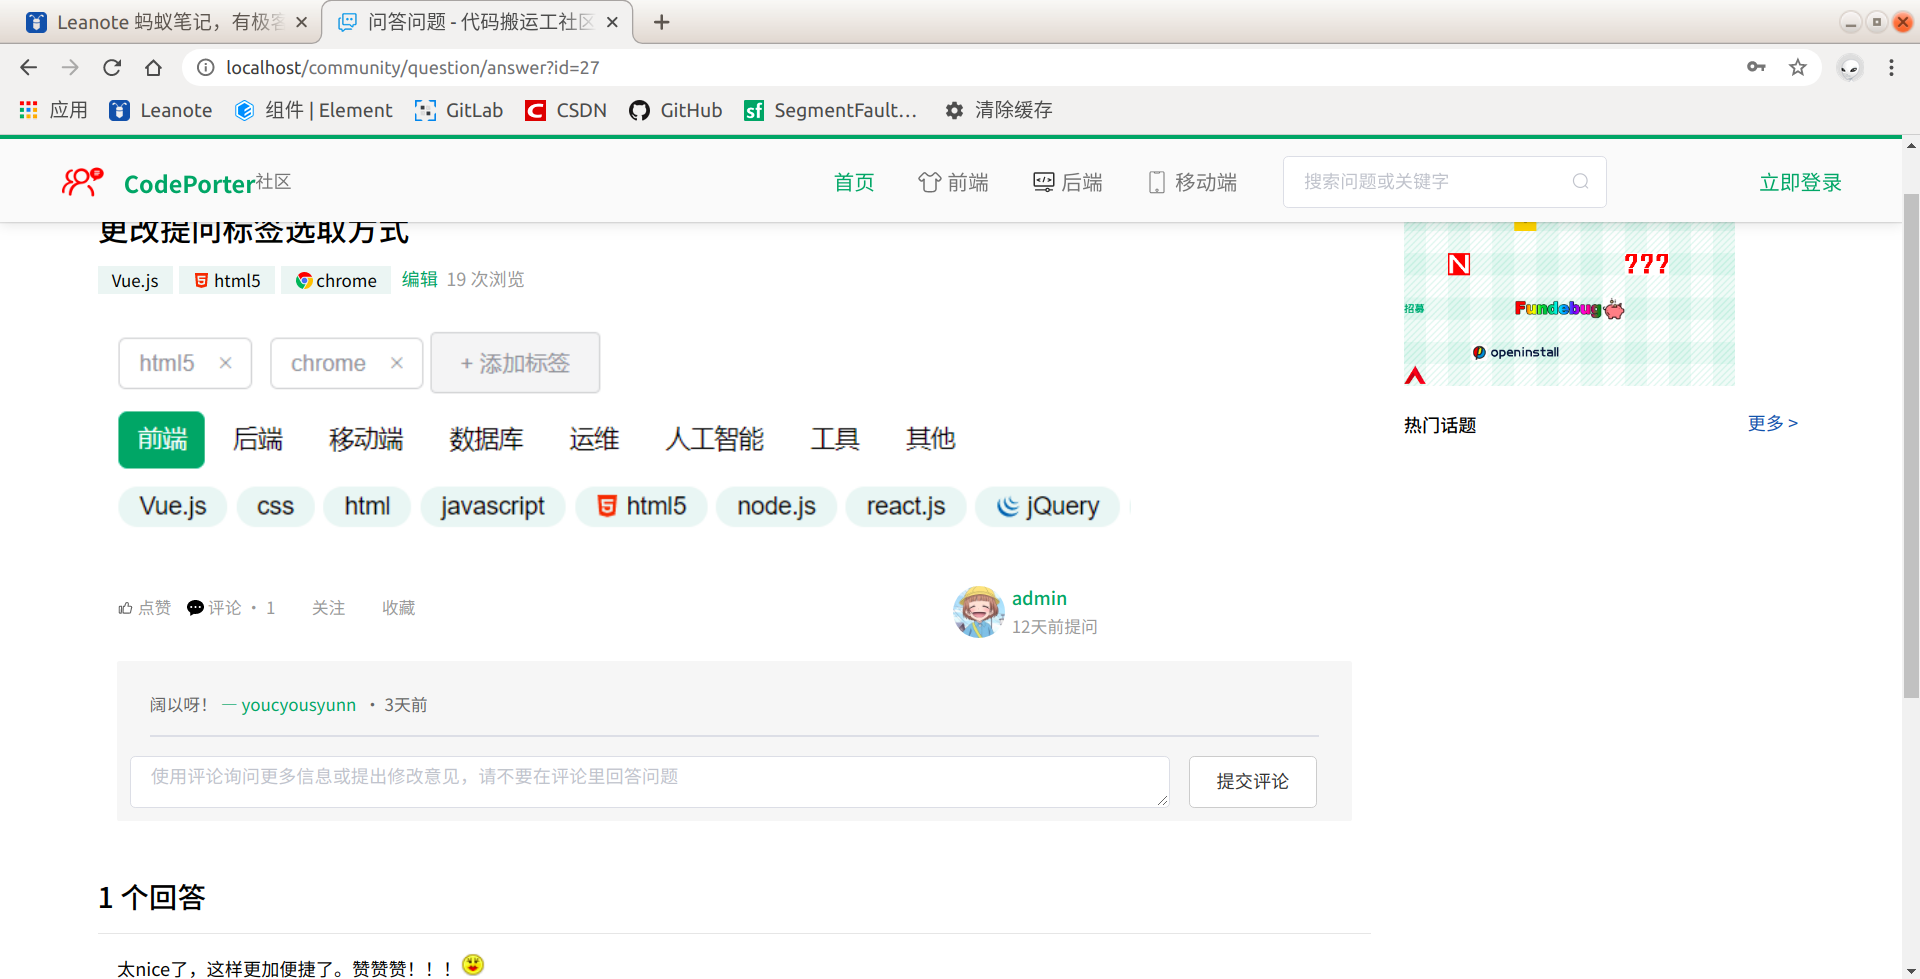 Leanote 蚂蚁笔记，有极客
问答问题 - 代码搬运工社区
localhost/community/question/answer?id=27
应用 Leanote 组件 | Element GitLab CSDN GitHub SegmentFault... 清除缓存
CodePorter社区 首页 前端 后端 移动端 搜索问题或关键字 立即登录
更改提问标签选取方式
Vue.js html5 chrome 编辑 19 次浏览
N ???
招募 Fundebug
openinstall
html5 × chrome × + 添加标签
热门话题 更多 >
前端 后端 移动端 数据库 运维 人工智能 工具 其他
Vue.js css html javascript html5 node.js react.js jQuery
点赞 评论 · 1 关注 收藏
admin
12天前提问
阔以呀！ — youcyousyunn · 3天前
使用评论询问更多信息或提出修改意见，请不要在评论里回答问题
提交评论
1 个回答
太nice了，这样更加便捷了。赞赞赞！！！